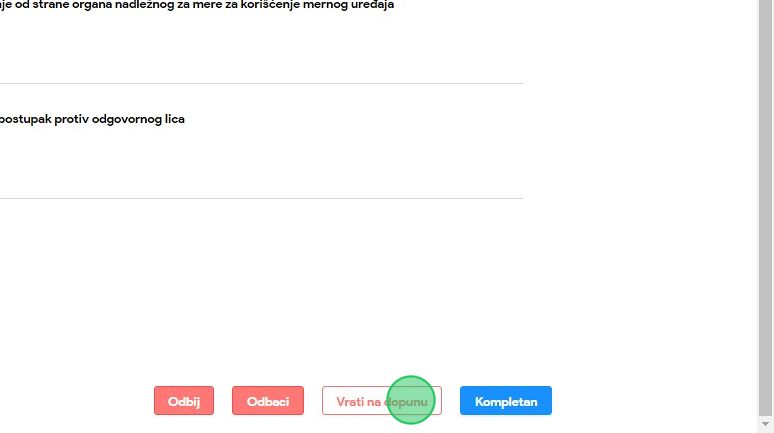 od strane organa nadležnog za mere za korišćenje mernog uređaja
postupak protiv odgovornog lica
Odbij
Odbaci
Vrati na dopunu
Kompletan